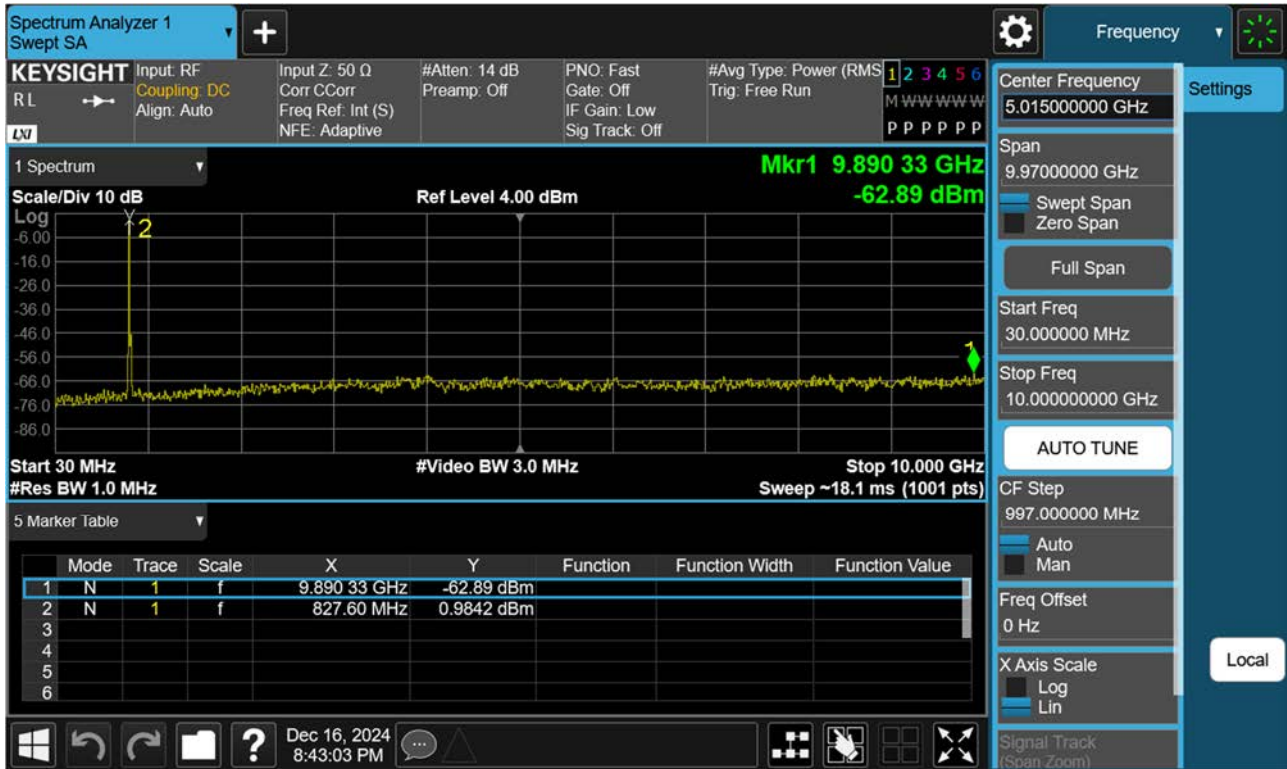 Spectrum Analyzer 1
Swept SA
Frequency
KEYSIGHT
RL
LXI
Input: RF
Coupling: DC
Align: Auto
Input Z: 50 Ω
Corr CCorr
Freq Ref: Int (S)
NFE: Adaptive
#Atten: 14 dB
Preamp: Off
PNO: Fast
Gate: Off
IF Gain: Low
Sig Track: Off
#Avg Type: Power (RMS
Trig: Free Run
1 2 3 4 5 6
M W W W W W
P P P P P P
1 Spectrum
Mkr1 9.890 33 GHz
-62.89 dBm
Scale/Div 10 dB
Ref Level 4.00 dBm
Log
2
-6.00
-16.0
-26.0
-36.0
-46.0
1
-56.0
-66.0
-76.0
-86.0
Start 30 MHz
#Video BW 3.0 MHz
Stop 10.000 GHz
#Res BW 1.0 MHz
Sweep ~18.1 ms (1001 pts)
5 Marker Table
Mode Trace Scale X Y Function Function Width Function Value
1 N 1 f 9.890 33 GHz -62.89 dBm
2 N 1 f 827.60 MHz 0.9842 dBm
3
4
5
6
?
Dec 16, 2024
8:43:03 PM
Center Frequency
5.015000000 GHz
Span
9.97000000 GHz
Swept Span
Zero Span
Full Span
Start Freq
30.000000 MHz
Stop Freq
10.000000000 GHz
AUTO TUNE
CF Step
997.000000 MHz
Auto
Man
Freq Offset
0 Hz
X Axis Scale
Log
Lin
Signal Track
(Span Zoom)
Settings
Local